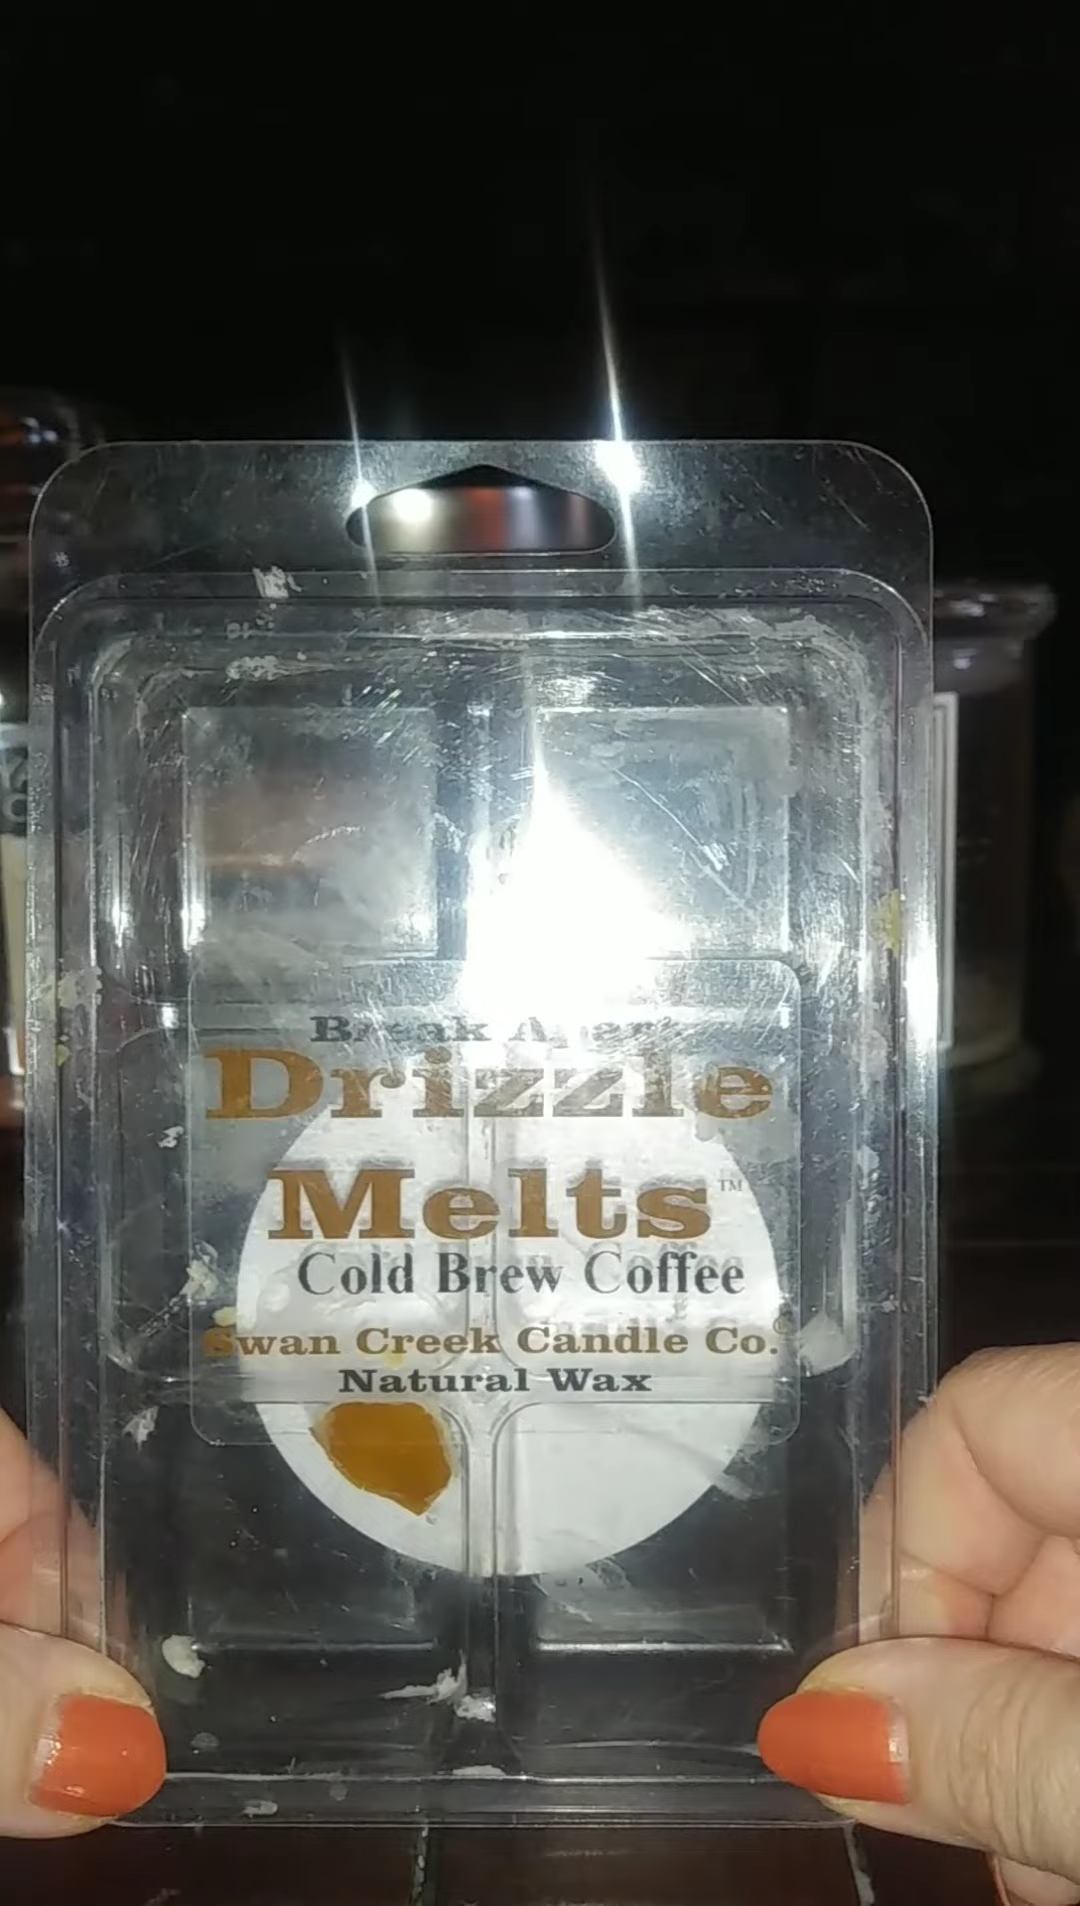 Break Apart
Drizzle
Melts™
Cold Brew Coffee
Swan Creek Candle Co.®
Natural Wax